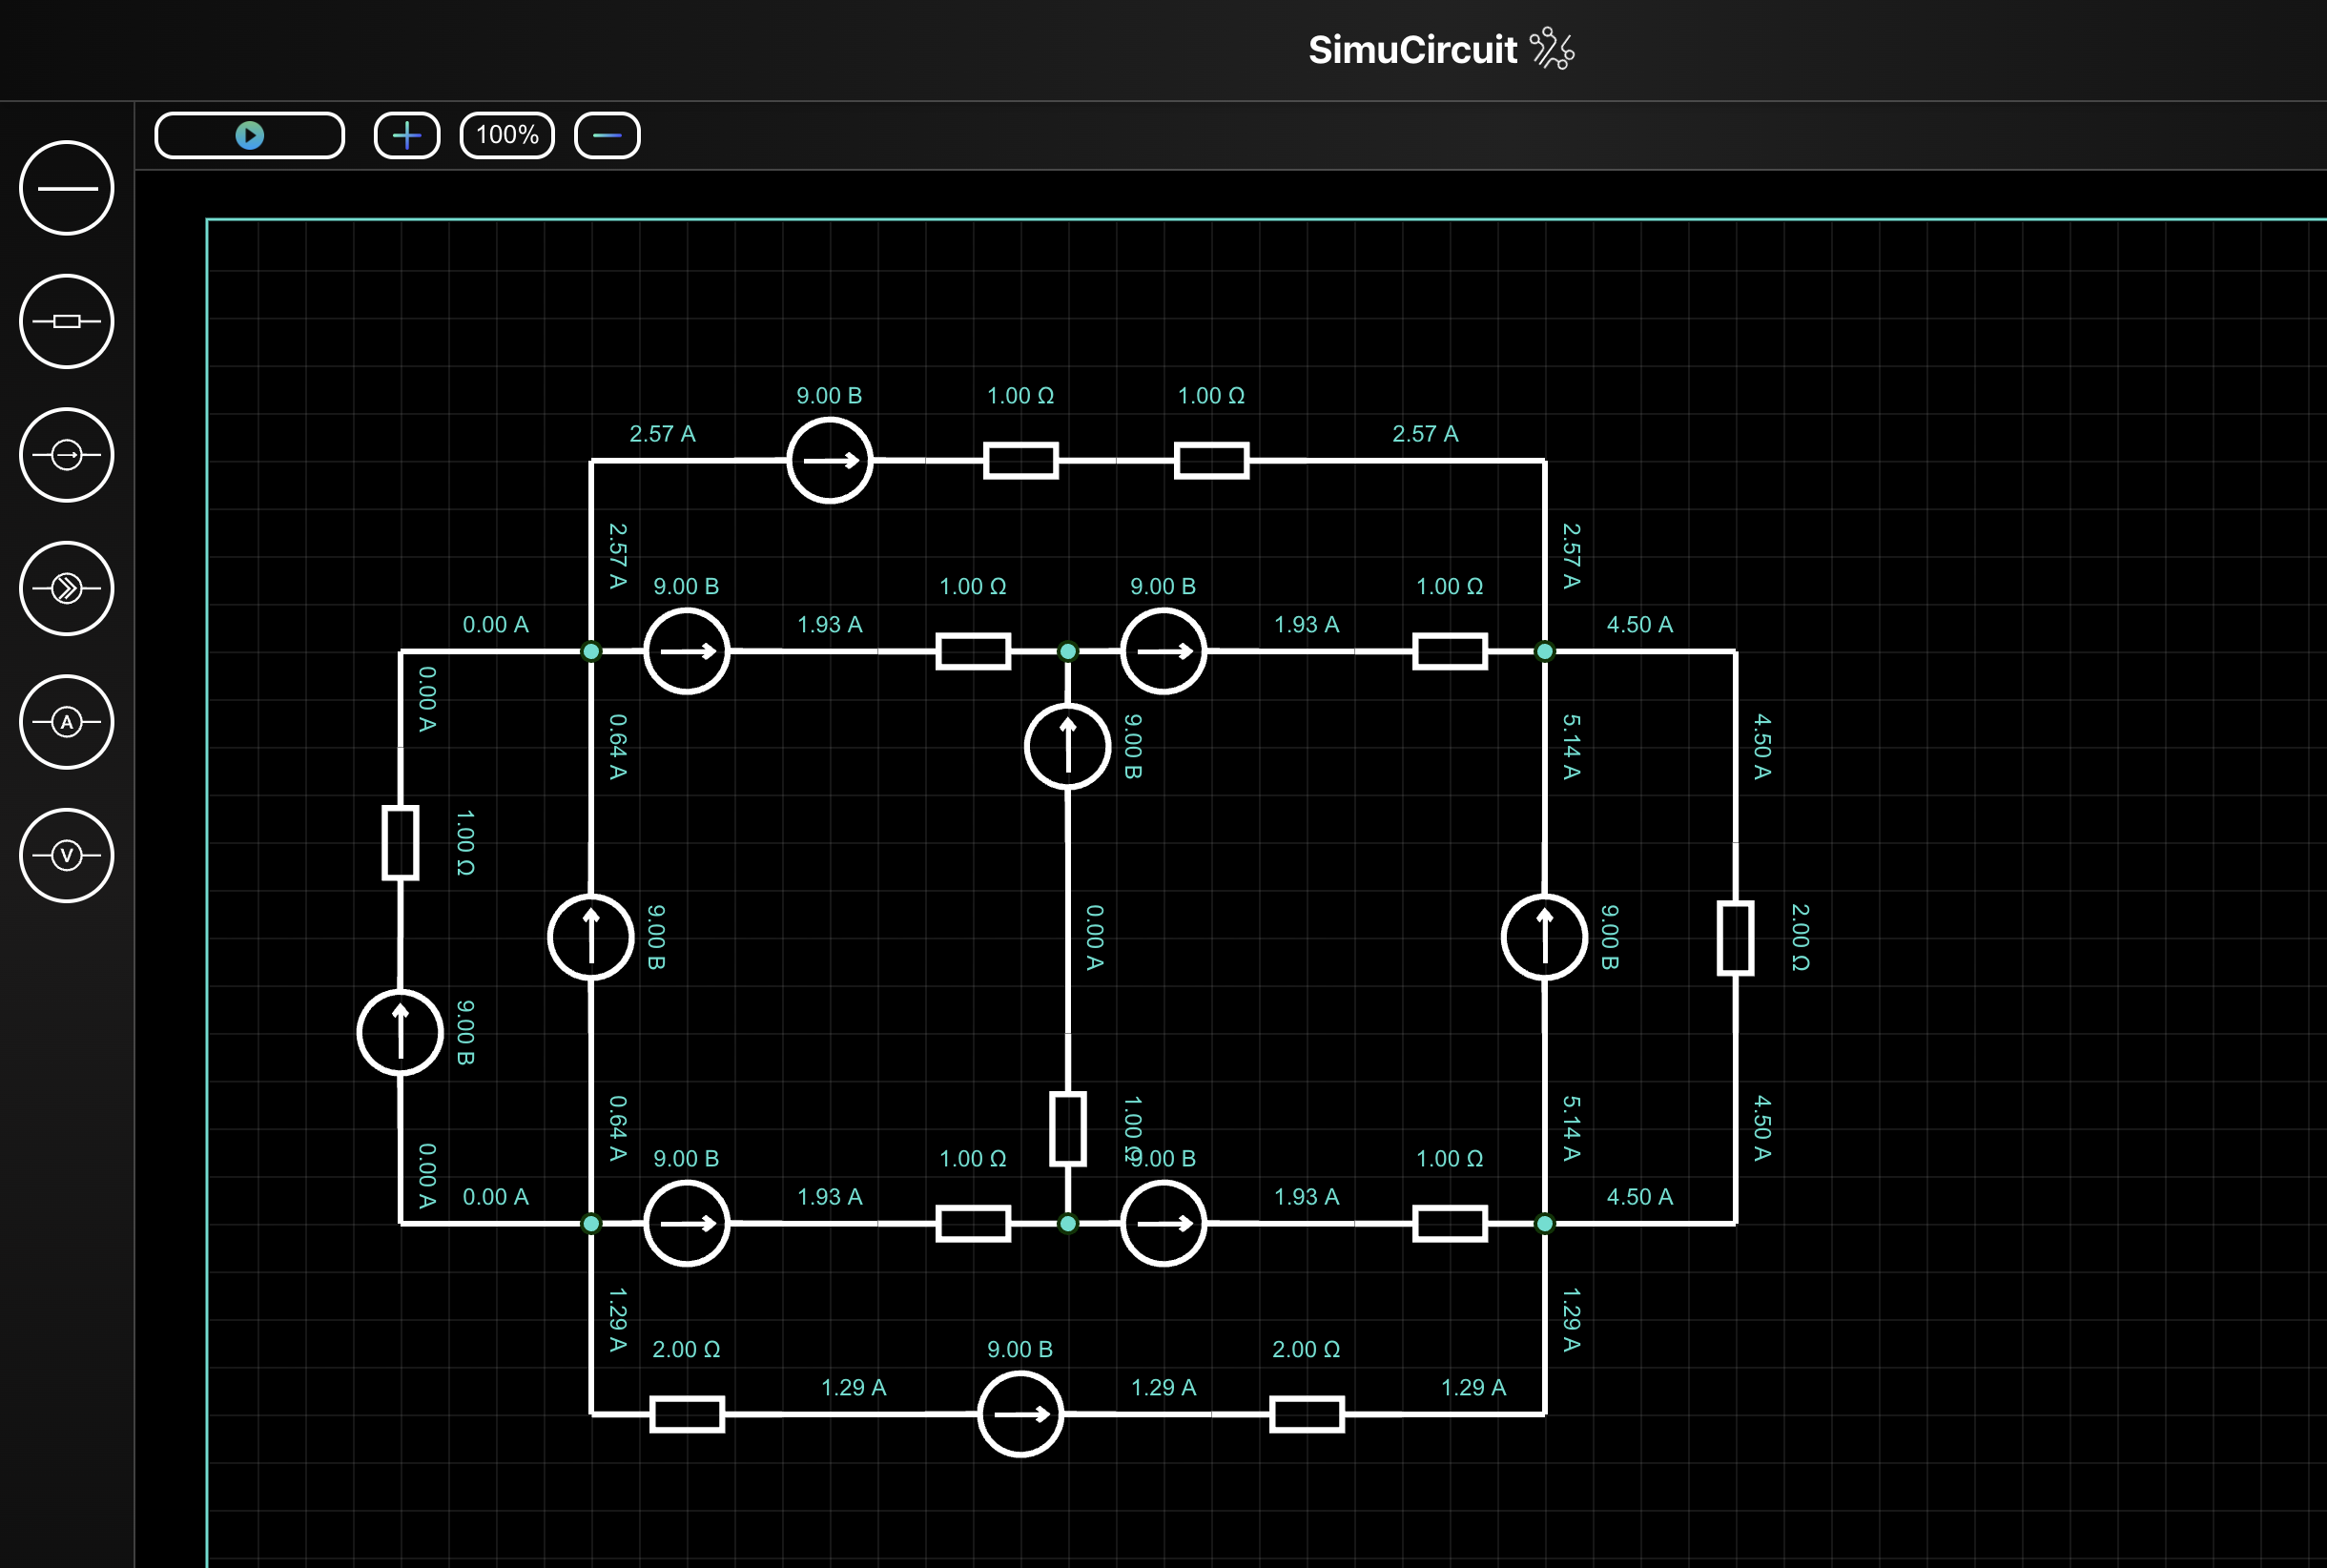 SimuCircuit
100%
9.00 B 1.00 Ω 1.00 Ω
2.57 A 2.57 A
2.57 A 2.57 A
9.00 B 1.00 Ω 9.00 B 1.00 Ω
0.00 A 1.93 A 1.93 A 4.50 A
0.00 A 0.64 A 9.00 B 5.14 A 4.50 A
1.00 Ω
9.00 B 0.00 A 9.00 B 2.00 Ω
9.00 B
0.64 A 1.00 Ω 5.14 A 4.50 A
9.00 B 1.00 Ω 9.00 B 1.00 Ω
0.00 A 0.00 A 1.93 A 1.93 A 4.50 A
1.29 A 1.29 A
2.00 Ω 9.00 B 2.00 Ω
1.29 A 1.29 A 1.29 A
A
V